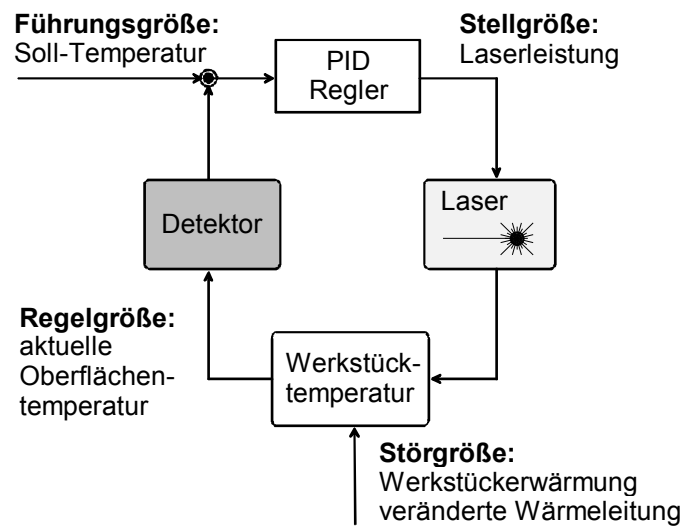 Führungsgröße:
Soll-Temperatur
PID
Regler
Stellgröße:
Laserleistung
Detektor
Laser
Regelgröße:
aktuelle
Oberflächen-
temperatur
Werkstück-
temperatur
Störgröße:
Werkstückerwärmung
veränderte Wärmeleitung